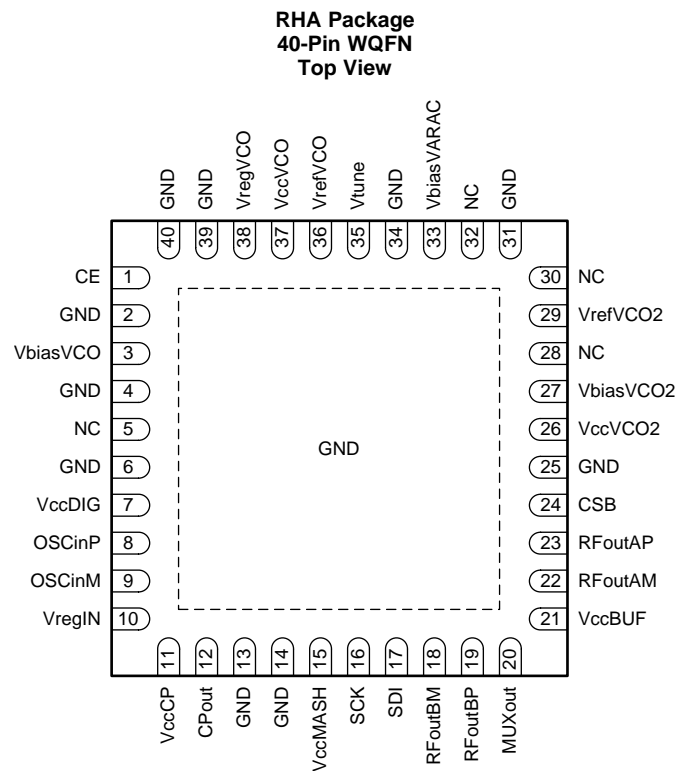 RHA Package
40-Pin WQFN
Top View
GND
GND
VregVCO
VccVCO
VrefVCO
Vtune
GND
VbiasVARAC
NC
GND
40
39
38
37
36
35
34
33
32
31
CE 1
GND 2
VbiasVCO 3
GND 4
NC 5
GND 6
VccDIG 7
OSCinP 8
OSCinM 9
VregIN 10
GND
30 NC
29 VrefVCO2
28 NC
27 VbiasVCO2
26 VccVCO2
25 GND
24 CSB
23 RFoutAP
22 RFoutAM
21 VccBUF
11
12
13
14
15
16
17
18
19
20
VccCP
CPout
GND
GND
VccMASH
SCK
SDI
RFoutBM
RFoutBP
MUXout